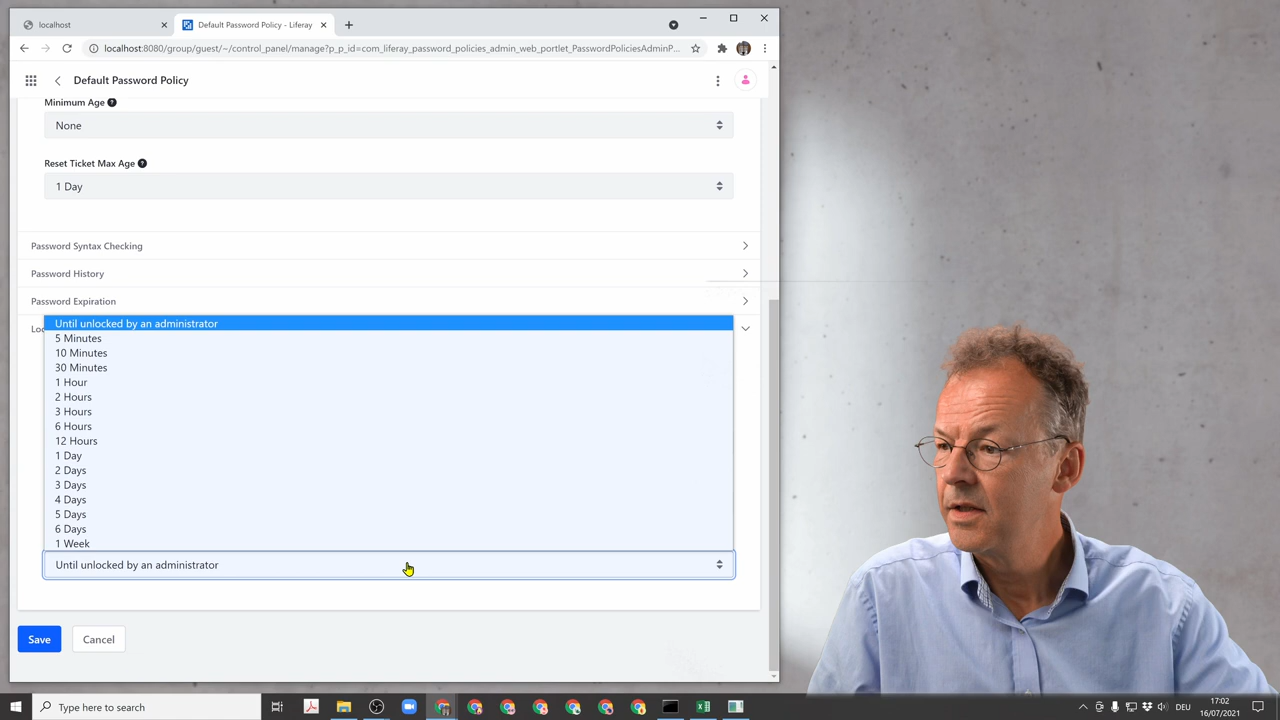 localhost
Default Password Policy - Liferay
localhost:8080/group/guest/~/control_panel/manage?p_p_id=com_liferay_password_policies_admin_web_portlet_PasswordPoliciesAdminP...
Default Password Policy
Minimum Age
None
Reset Ticket Max Age
1 Day
Password Syntax Checking
Password History
Password Expiration
Lo
Until unlocked by an administrator
5 Minutes
10 Minutes
30 Minutes
1 Hour
2 Hours
3 Hours
6 Hours
12 Hours
1 Day
2 Days
3 Days
4 Days
5 Days
6 Days
1 Week
Until unlocked by an administrator
Save
Cancel
Type here to search
DEU
17:02
16/07/2021